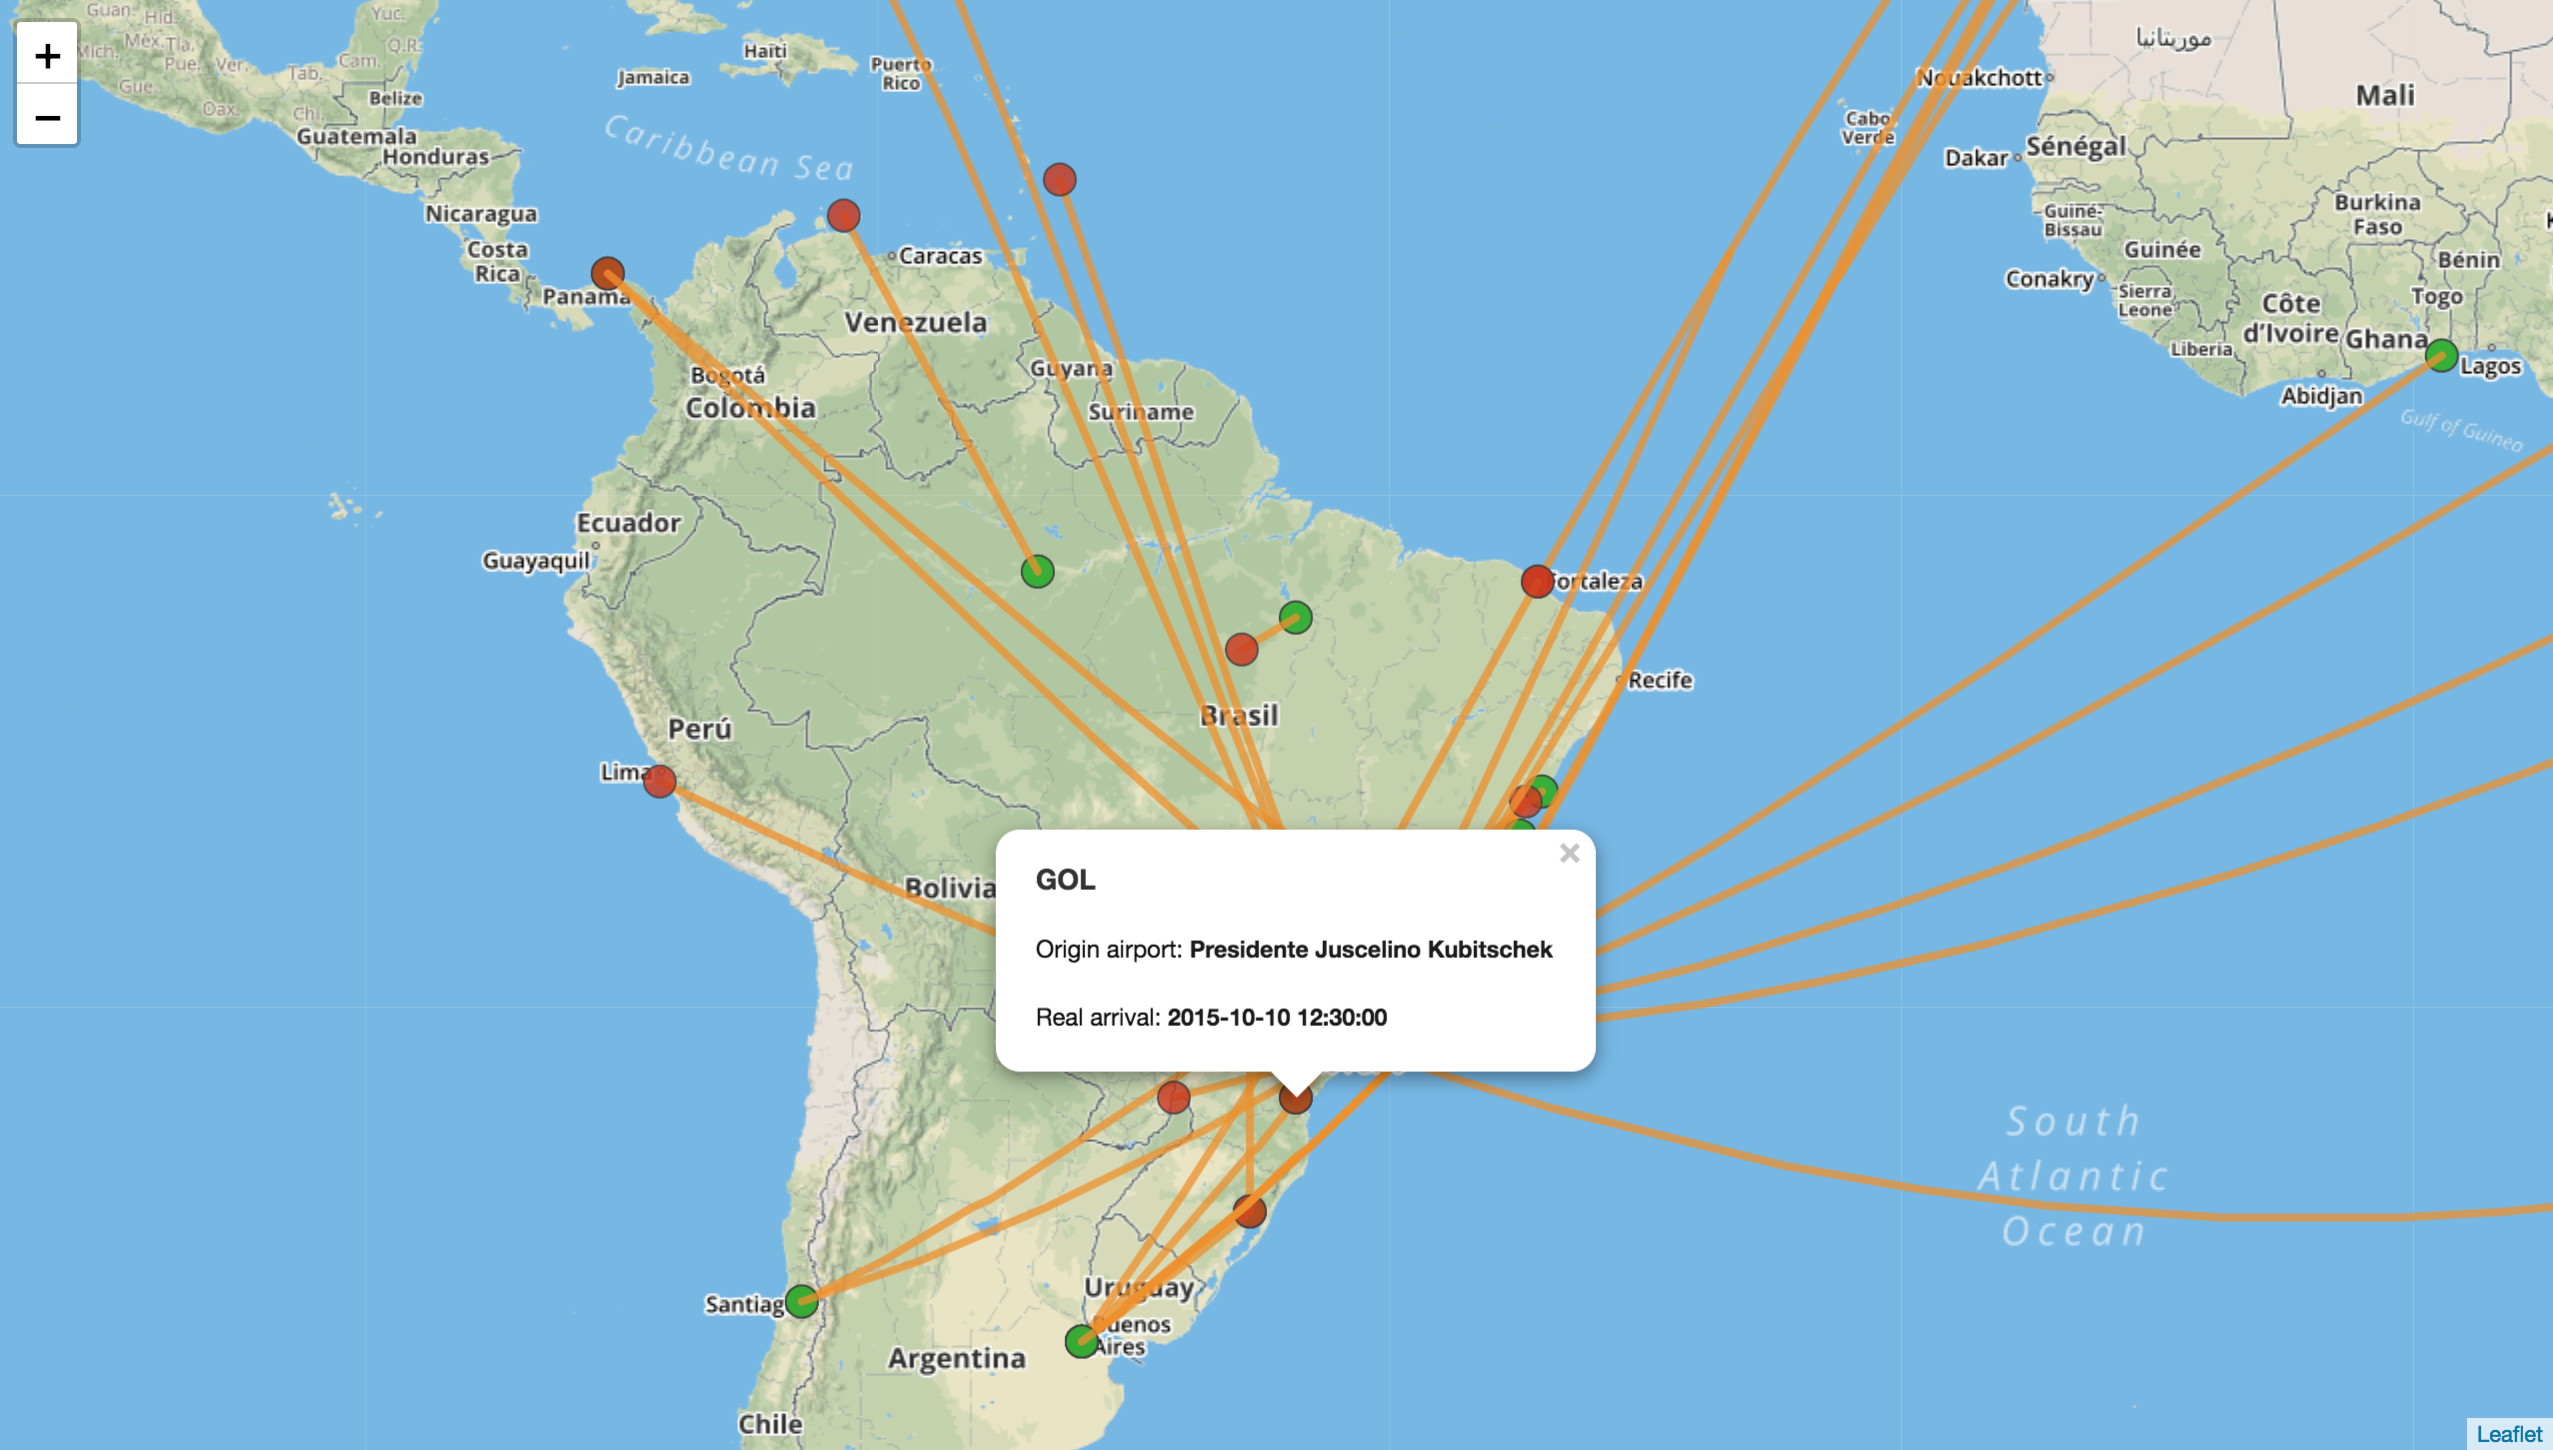 +
−
Guan.
Hid.
Mich.
Méx.
Tla.
Pue.
Ver.
Gue.
Oax.
Tab.
Chi.
Cam.
Yuc.
Q.R.
Belize
Guatemala
Honduras
Nicaragua
Costa
Rica
Panama
Jamaica
Haïti
Puerto
Rico
Caribbean Sea
Caracas
Venezuela
Bogotá
Colombia
Guyana
Suriname
Ecuador
Guayaquil
Perú
Lima
Brasil
Fortaleza
Recife
Bolivia
GOL
×
Origin airport: Presidente Juscelino Kubitschek
Real arrival: 2015-10-10 12:30:00
Santiag
Uruguay
Buenos
Aires
Argentina
Chile
South
Atlantic
Ocean
موريتانيا
Nouakchott
Mali
Cabo
Verde
Dakar
Sénégal
Guiné-
Bissau
Guinée
Conakry
Sierra
Leone
Liberia
Burkina
Faso
Bénin
Togo
Côte
d’Ivoire
Ghana
Lagos
Abidjan
Gulf of Guinea
Leaflet